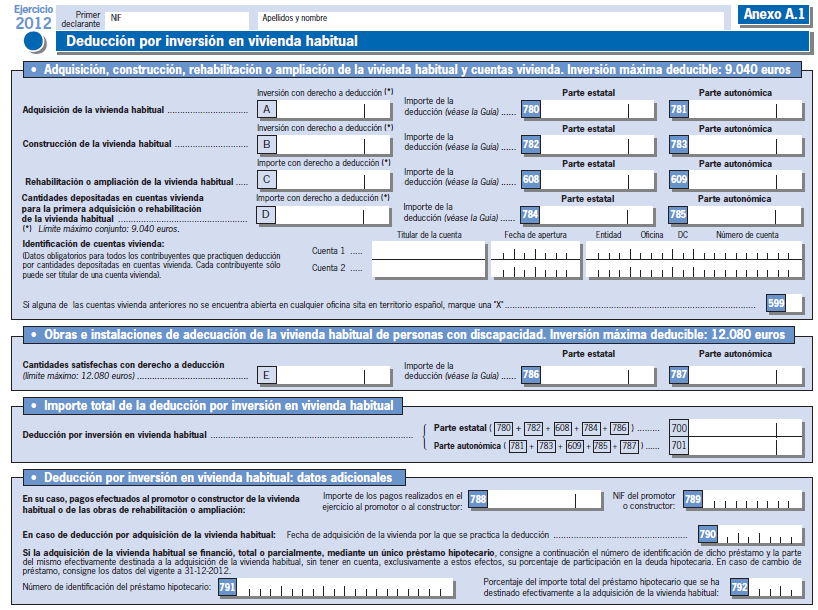 Ejercicio
2012
Primer
declarante
NIF
Apellidos y nombre
Anexo A.1
Deducción por inversión en vivienda habitual
• Adquisición, construcción, rehabilitación o ampliación de la vivienda habitual y cuentas vivienda. Inversión máxima deducible: 9.040 euros
Inversión con derecho a deducción (*)
Parte estatal
Parte autonómica
Adquisición de la vivienda habitual
A
Importe de la
deducción (véase la Guía) ......
780
781
Inversión con derecho a deducción (*)
Parte estatal
Parte autonómica
Construcción de la vivienda habitual
B
Importe de la
deducción (véase la Guía) ......
782
783
Importe con derecho a deducción (*)
Parte estatal
Parte autonómica
Rehabilitación o ampliación de la vivienda habitual .....
C
Importe de la
deducción (véase la Guía) ......
608
609
Cantidades depositadas en cuentas vivienda
para la primera adquisición o rehabilitación
de la vivienda habitual
(*) Límite máximo conjunto: 9.040 euros.
Importe con derecho a deducción (*)
D
Importe de la
deducción (véase la Guía) ......
Parte estatal
784
Parte autonómica
785
Identificación de cuentas vivienda:
(Datos obligatorios para todos los contribuyentes que practiquen deducción
por cantidades depositadas en cuentas vivienda. Cada contribuyente sólo
puede ser titular de una cuenta vivienda).
Titular de la cuenta
Fecha de apertura
Entidad
Oficina
DC
Número de cuenta
Cuenta 1 .....
Cuenta 2 .....
Si alguna de las cuentas vivienda anteriores no se encuentra abierta en cualquier oficina sita en territorio español, marque una "X"
599
• Obras e instalaciones de adecuación de la vivienda habitual de personas con discapacidad. Inversión máxima deducible: 12.080 euros
Parte estatal
Parte autonómica
Cantidades satisfechas con derecho a deducción
(límite máximo: 12.080 euros)
E
Importe de la
deducción (véase la Guía) ......
786
787
• Importe total de la deducción por inversión en vivienda habitual
Deducción por inversión en vivienda habitual
Parte estatal ( 780 + 782 + 608 + 784 + 786 ) .........
700
Parte autonómica ( 781 + 783 + 609 + 785 + 787 ) .....
701
• Deducción por inversión en vivienda habitual: datos adicionales
En su caso, pagos efectuados al promotor o constructor de la vivienda
habitual o de las obras de rehabilitación o ampliación:
Importe de los pagos realizados en el
ejercicio al promotor o al constructor:
788
NIF del promotor
o constructor:
789
En caso de deducción por adquisición de la vivienda habitual: Fecha de adquisición de la vivienda por la que se practica la deducción
790
Si la adquisición de la vivienda habitual se financió, total o parcialmente, mediante un único préstamo hipotecario, consigne a continuación el número de identificación de dicho préstamo y la parte
del mismo efectivamente destinada a la adquisición de la vivienda habitual, sin tener en cuenta, exclusivamente a estos efectos, su porcentaje de participación en la deuda hipotecaria. En caso de cambio de
préstamo, consigne los datos del vigente a 31-12-2012.
Número de identificación del préstamo hipotecario:
791
Porcentaje del importe total del préstamo hipotecario que se ha
destinado efectivamente a la adquisición de la vivienda habitual:
792